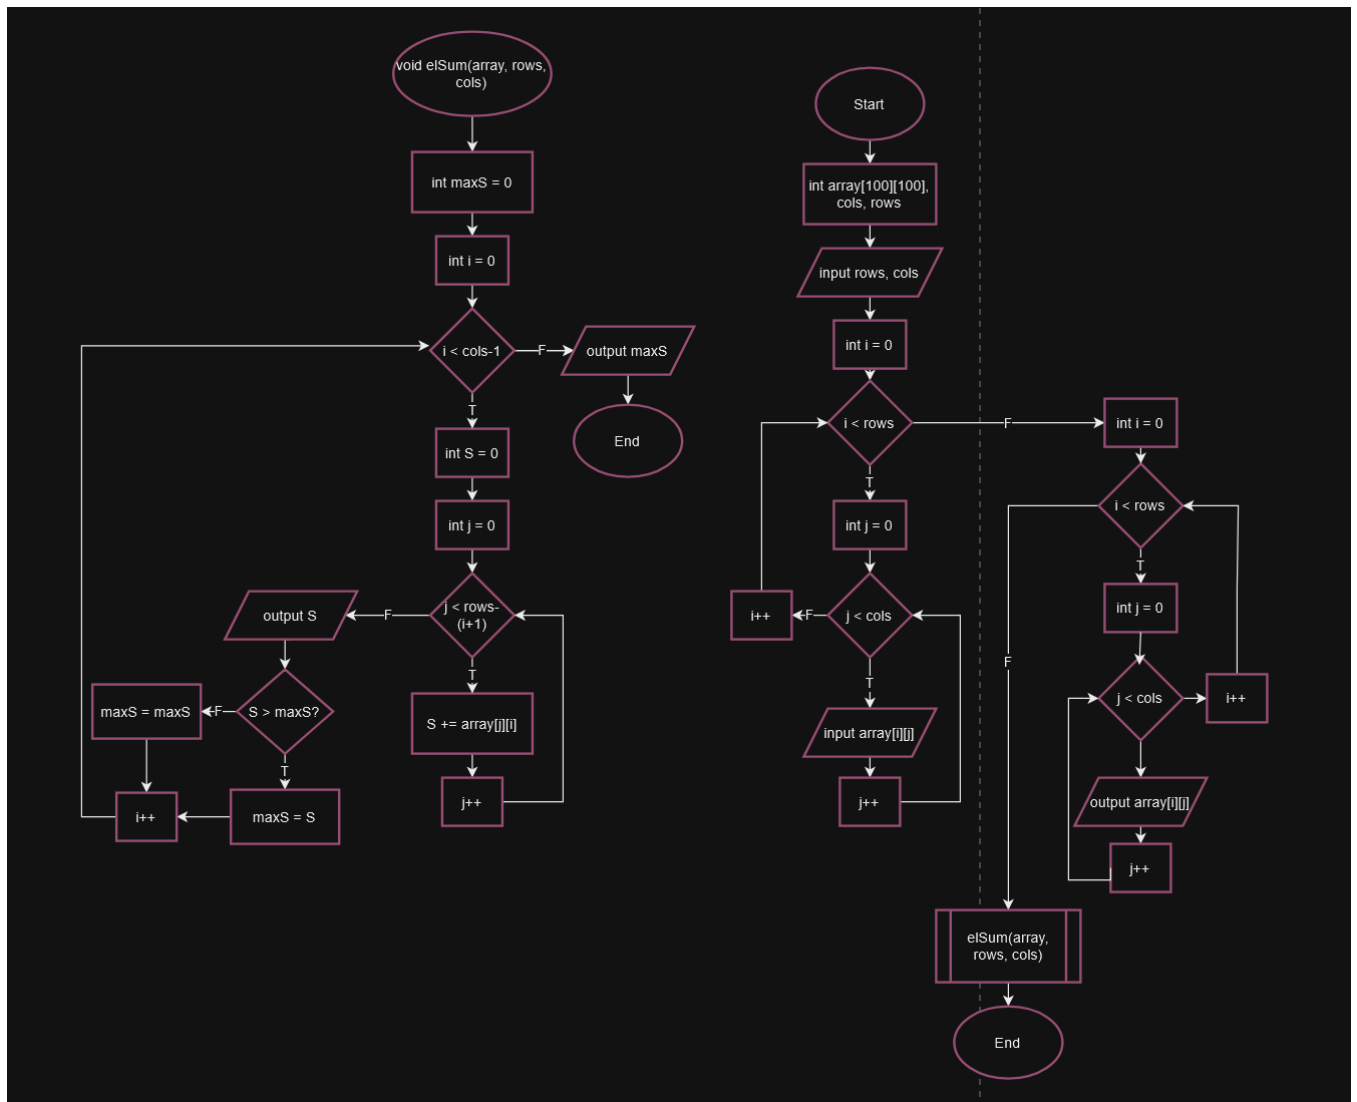 void elSum(array, rows,
cols)
int maxS = 0
int i = 0
i < cols-1
F
output maxS
End
T
int S = 0
int j = 0
j < rows-
(i+1)
F
output S
T
S += array[j][i]
j++
S > maxS?
F
maxS = maxS
T
maxS = S
i++
Start
int array[100][100],
cols, rows
input rows, cols
int i = 0
i < rows
F
T
int j = 0
j < cols
F
i++
T
input array[i][j]
j++
int i = 0
i < rows
F
T
int j = 0
j < cols
i++
output array[i][j]
j++
elSum(array,
rows, cols)
End